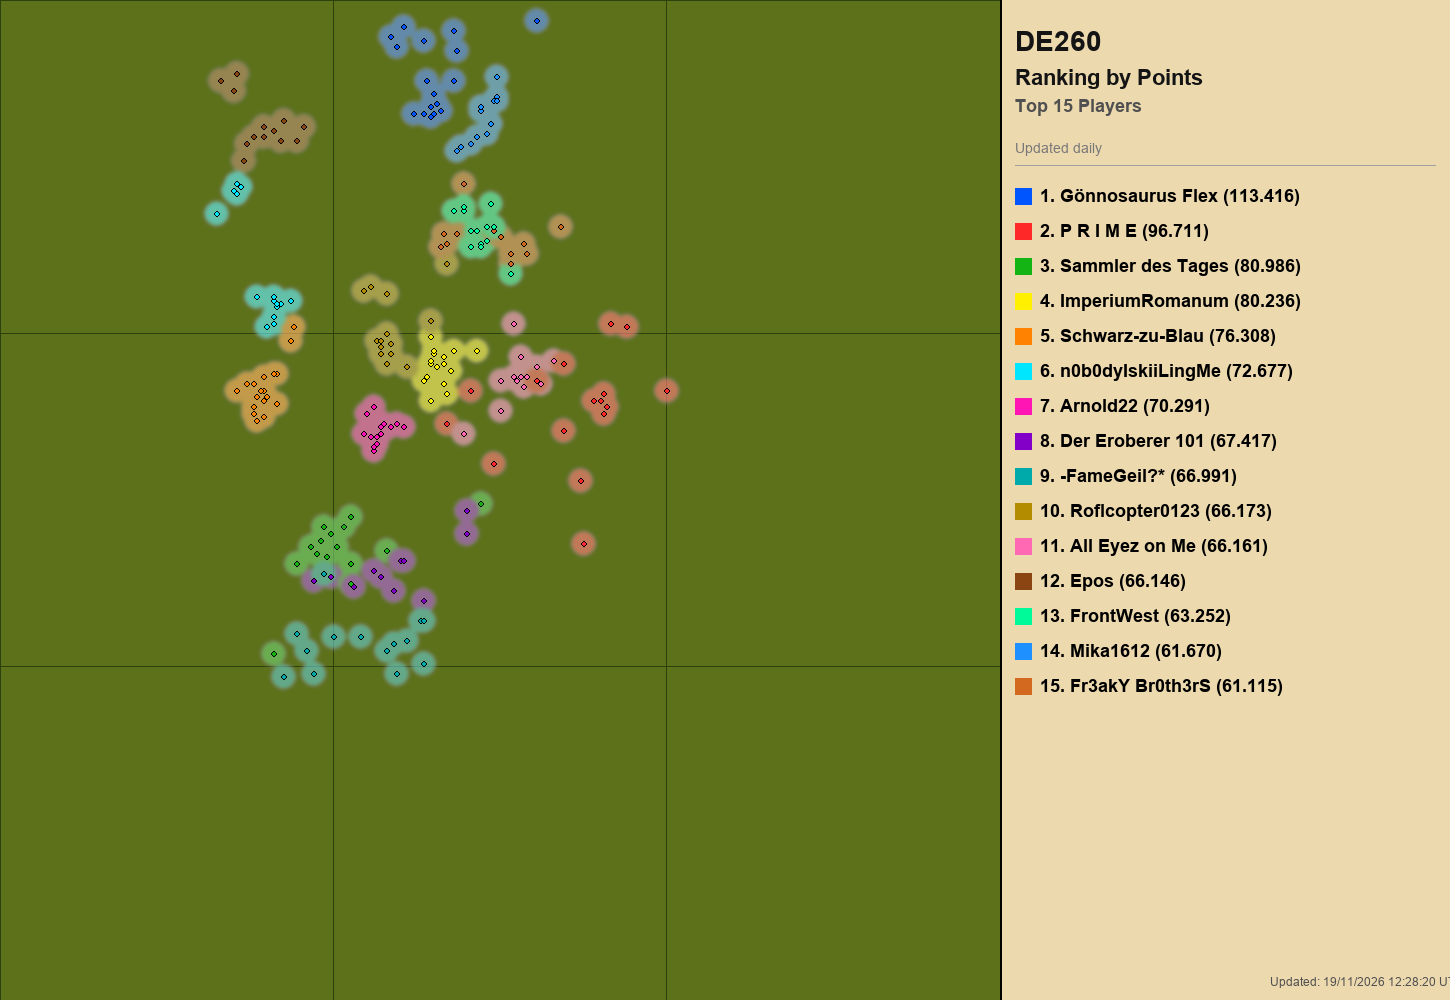 DE260
Ranking by Points
Top 15 Players
Updated daily
1. Gönnosaurus Flex (113.416)
2. P R I M E (96.711)
3. Sammler des Tages (80.986)
4. ImperiumRomanum (80.236)
5. Schwarz-zu-Blau (76.308)
6. n0b0dylskiiLingMe (72.677)
7. Arnold22 (70.291)
8. Der Eroberer 101 (67.417)
9. -FameGeil?* (66.991)
10. Roflcopter0123 (66.173)
11. All Eyez on Me (66.161)
12. Epos (66.146)
13. FrontWest (63.252)
14. Mika1612 (61.670)
15. Fr3akY Br0th3rS (61.115)
Updated: 19/11/2026 12:28:20